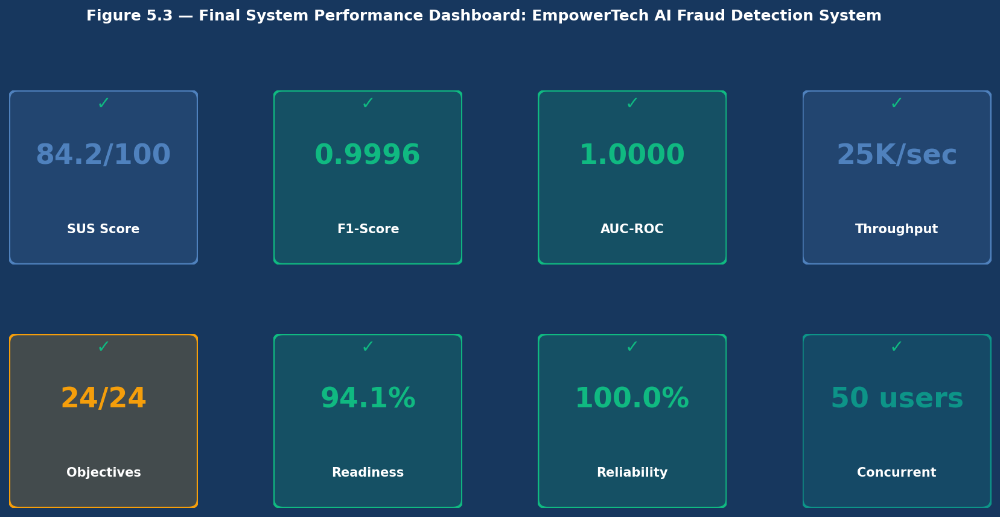 Figure 5.3 — Final System Performance Dashboard: EmpowerTech AI Fraud Detection System
✓
84.2/100
SUS Score
✓
0.9996
F1-Score
✓
1.0000
AUC-ROC
✓
25K/sec
Throughput
✓
24/24
Objectives
✓
94.1%
Readiness
✓
100.0%
Reliability
✓
50 users
Concurrent